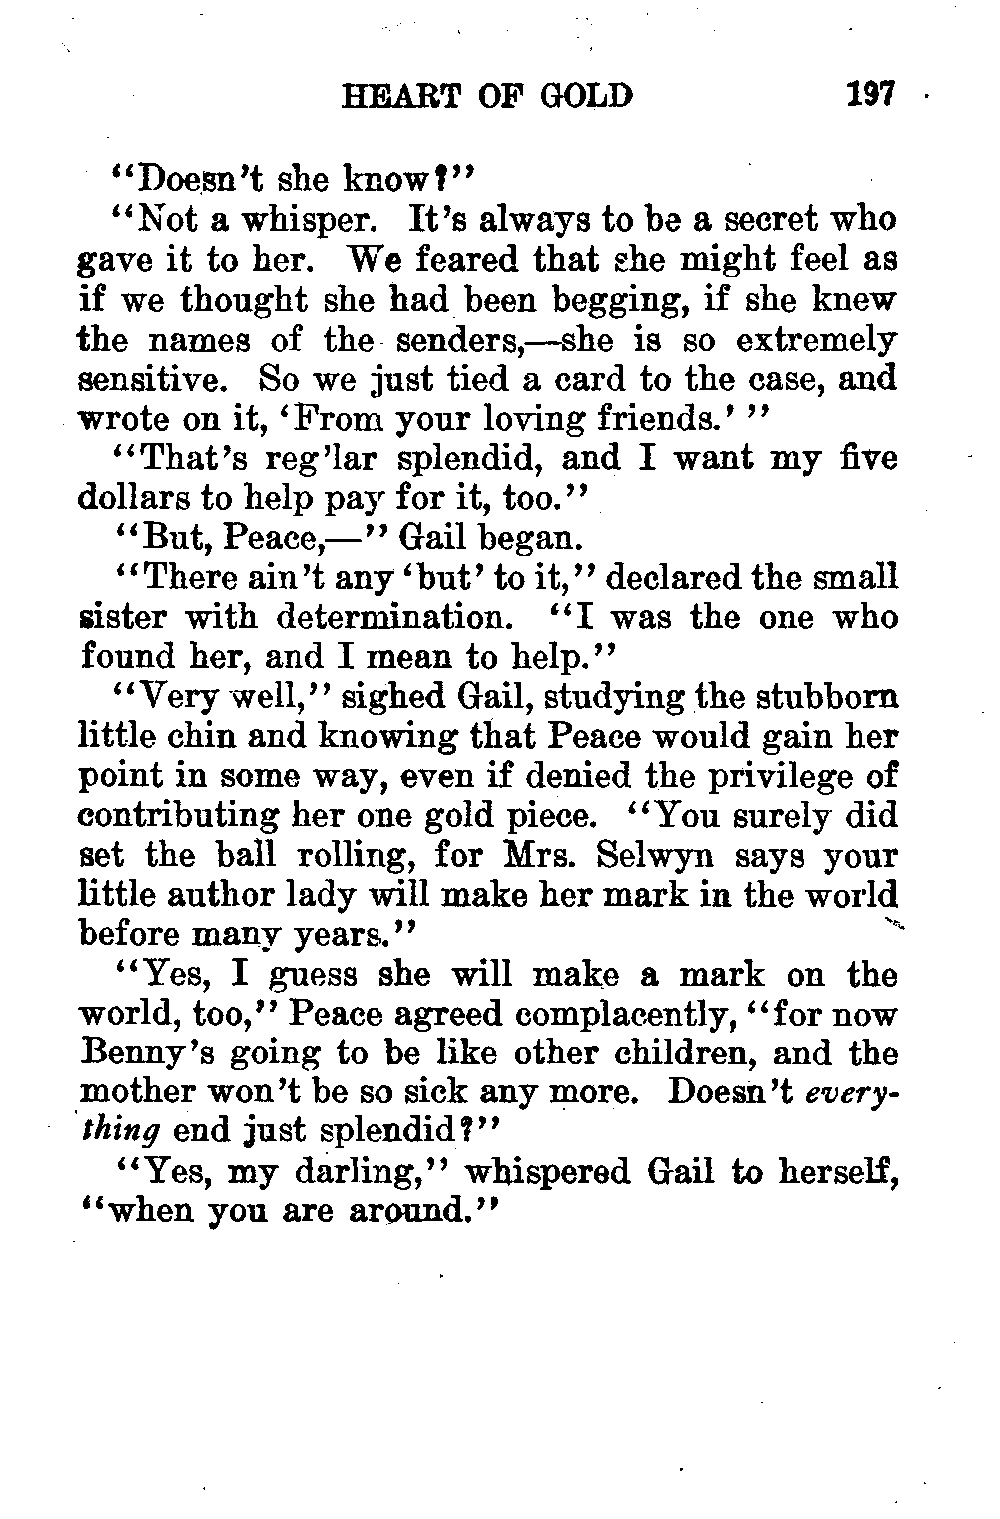 HEART OF GOLD 197
"Doesn't she know?"
"Not a whisper. It's always to be a secret who
gave it to her. We feared that she might feel as
if we thought she had been begging, if she knew
the names of the senders,—she is so extremely
sensitive. So we just tied a card to the case, and
wrote on it, 'From your loving friends.' "
"That's reg'lar splendid, and I want my five
dollars to help pay for it, too."
"But, Peace,—" Gail began.
"There ain't any 'but' to it," declared the small
sister with determination. "I was the one who
found her, and I mean to help."
"Very well," sighed Gail, studying the stubborn
little chin and knowing that Peace would gain her
point in some way, even if denied the privilege of
contributing her one gold piece. "You surely did
set the ball rolling, for Mrs. Selwyn says your
little author lady will make her mark in the world
before many years."
"Yes, I guess she will make a mark on the
world, too," Peace agreed complacently, "for now
Benny's going to be like other children, and the
mother won't be so sick any more. Doesn't every-
thing end just splendid?"
"Yes, my darling," whispered Gail to herself,
"when you are around."